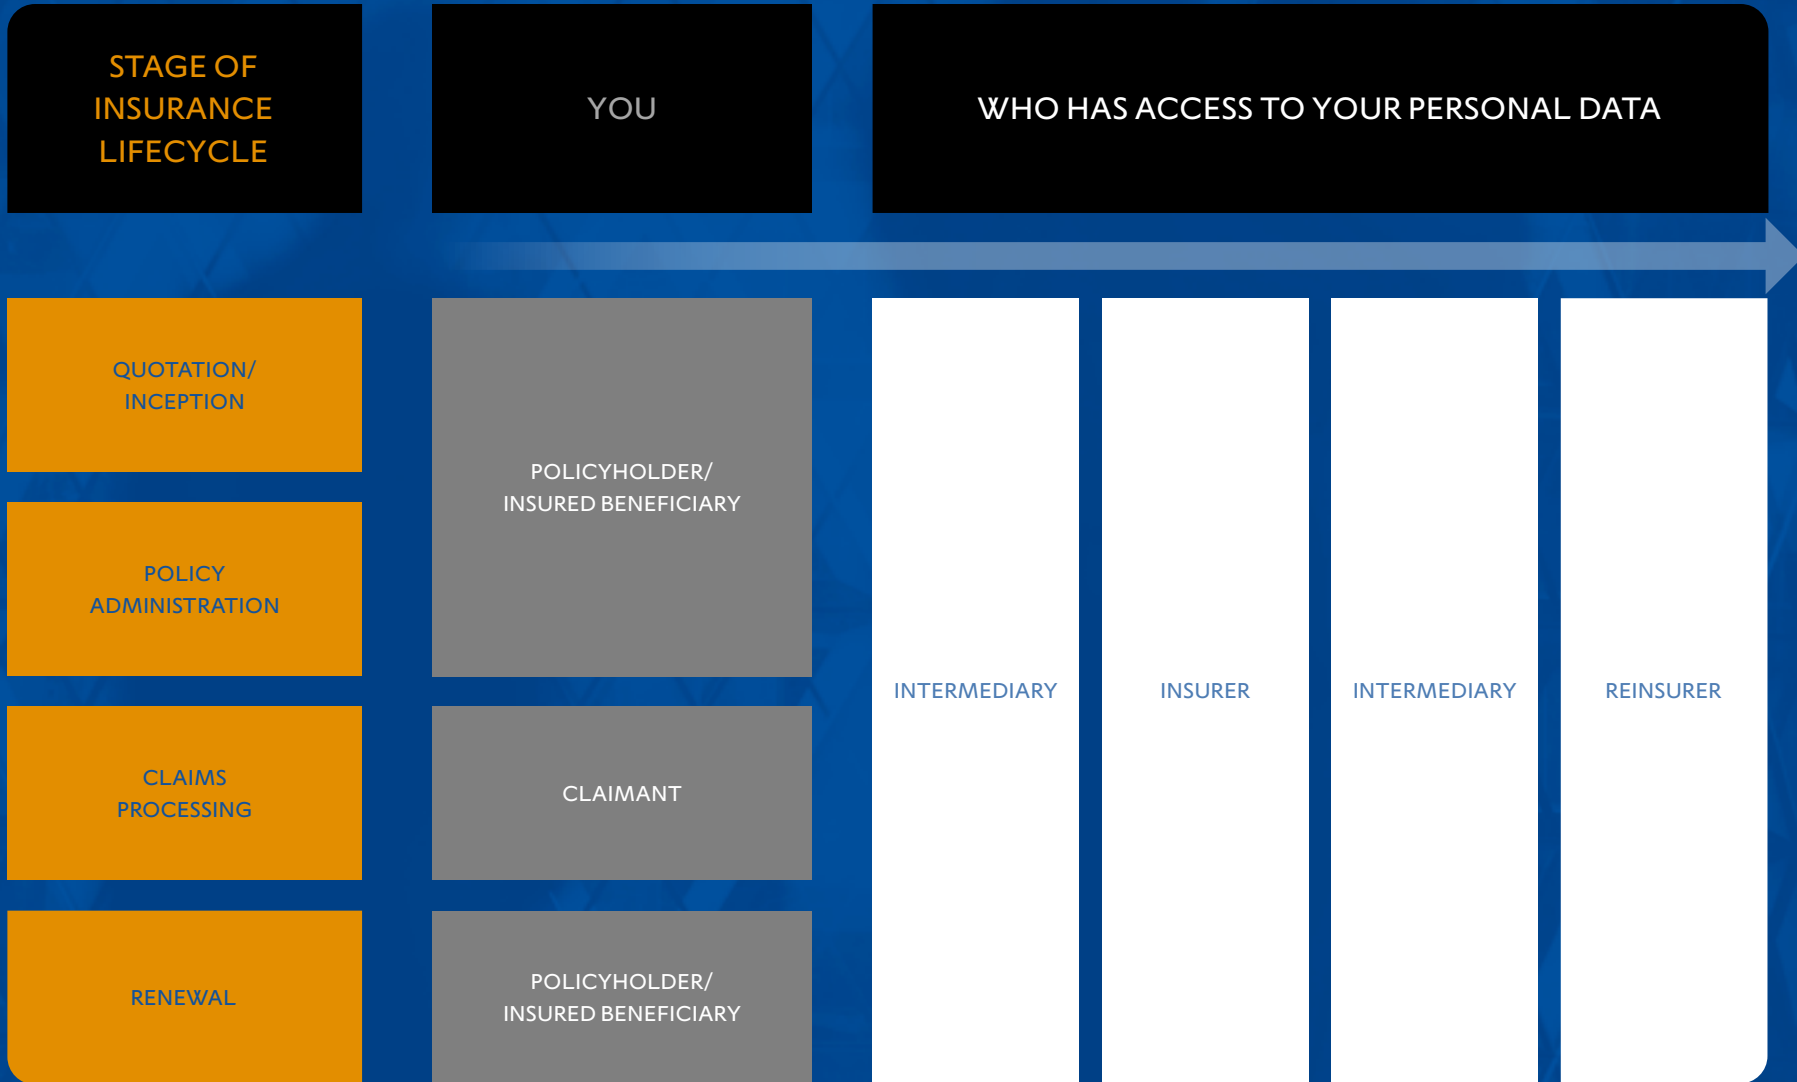 STAGE OF
INSURANCE
LIFECYCLE
YOU
WHO HAS ACCESS TO YOUR PERSONAL DATA
QUOTATION/
INCEPTION
POLICY
ADMINISTRATION
CLAIMS
PROCESSING
RENEWAL
POLICYHOLDER/
INSURED BENEFICIARY
CLAIMANT
POLICYHOLDER/
INSURED BENEFICIARY
INTERMEDIARY
INSURER
INTERMEDIARY
REINSURER